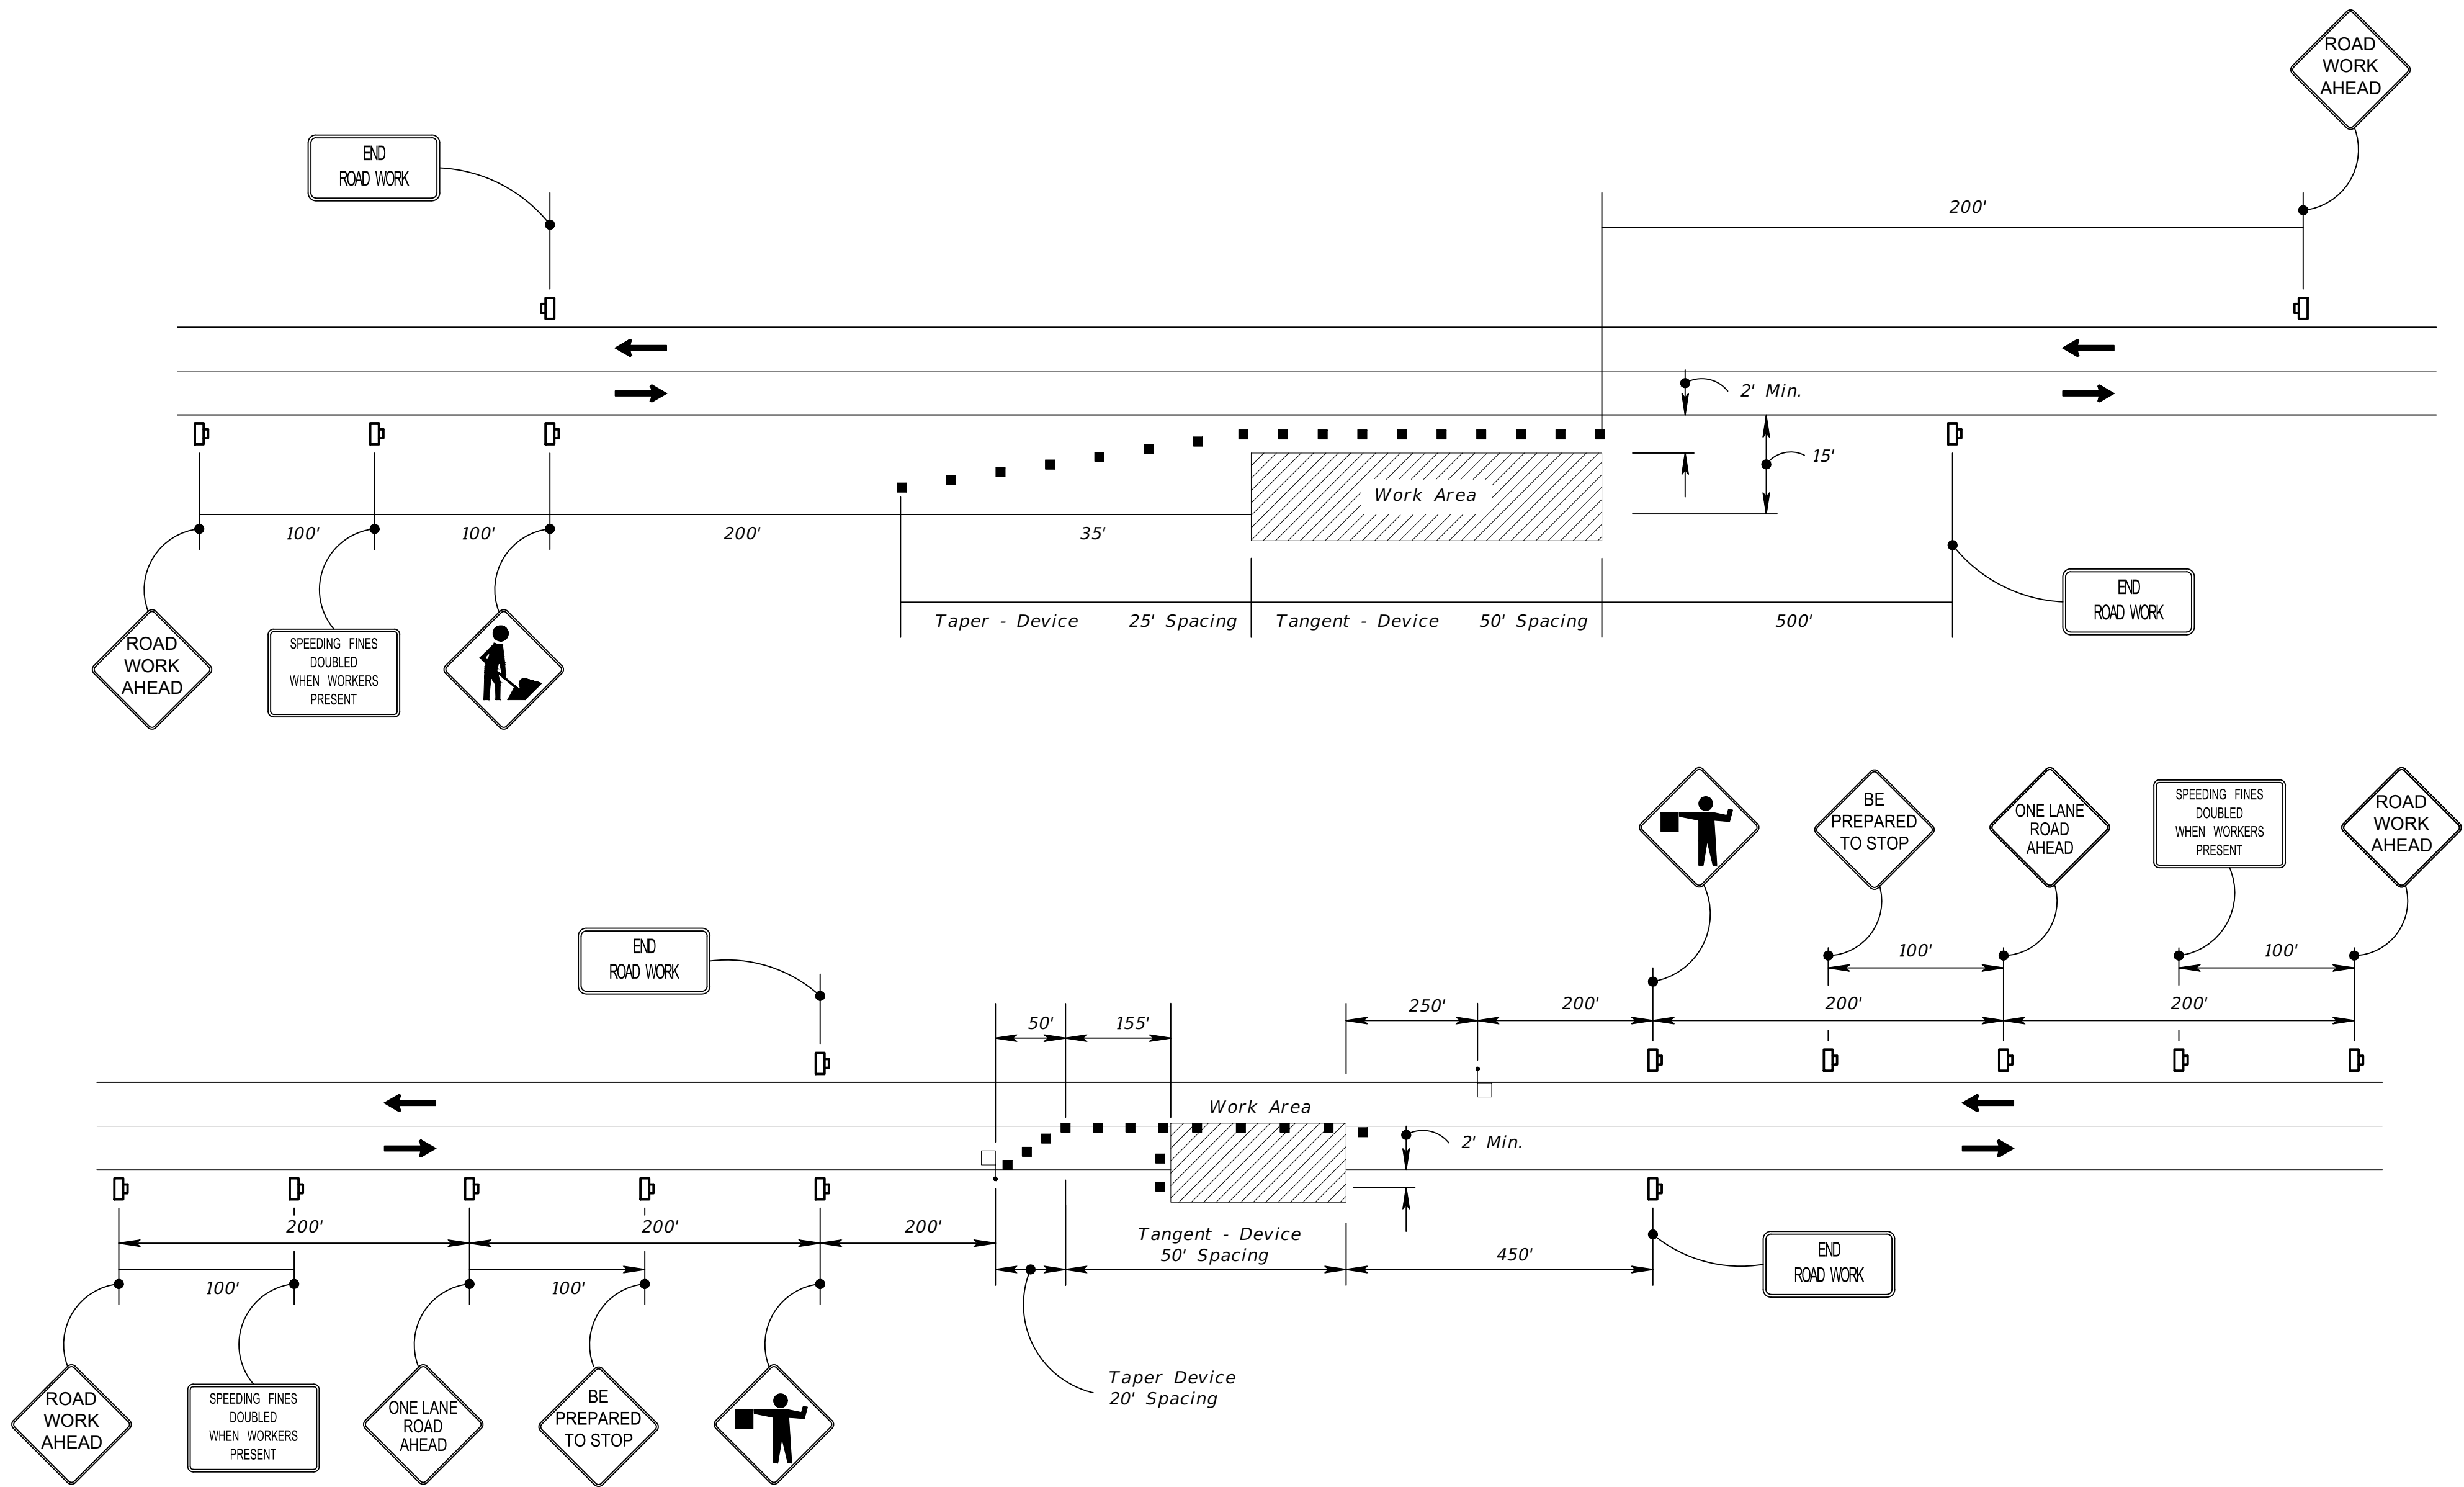 ROAD
WORK
AHEAD
END
ROAD WORK
200'
2' Min.
15'
Work Area
100'
100'
200'
35'
Taper - Device 25' Spacing
Tangent - Device 50' Spacing
500'
END
ROAD WORK
ROAD
WORK
AHEAD
SPEEDING FINES
DOUBLED
WHEN WORKERS
PRESENT
BE
PREPARED
TO STOP
ONE LANE
ROAD
AHEAD
SPEEDING FINES
DOUBLED
WHEN WORKERS
PRESENT
ROAD
WORK
AHEAD
END
ROAD WORK
100'
100'
50'
155'
250'
200'
200'
200'
Work Area
2' Min.
200'
200'
200'
Tangent - Device
50' Spacing
450'
100'
100'
END
ROAD WORK
Taper Device
20' Spacing
ROAD
WORK
AHEAD
SPEEDING FINES
DOUBLED
WHEN WORKERS
PRESENT
ONE LANE
ROAD
AHEAD
BE
PREPARED
TO STOP